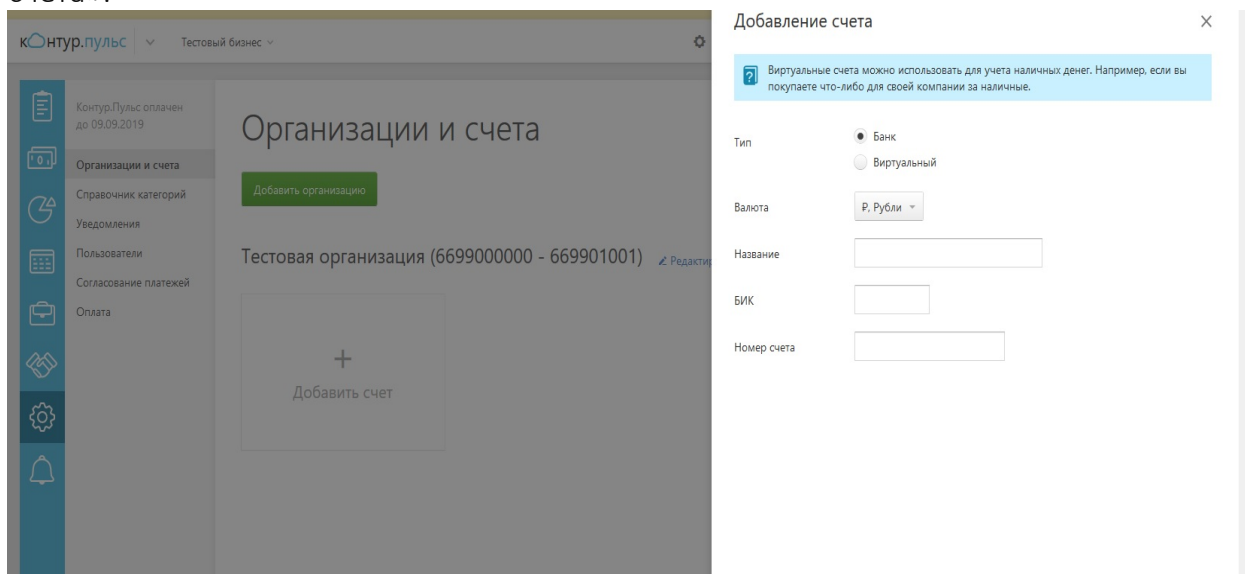 контур.пульс
Тестовый бизнес
Контур.Пульс оплачен
до 09.09.2019
Организации и счета
Справочник категорий
Уведомления
Пользователи
Согласование платежей
Оплата
Организации и счета
Добавить организацию
Тестовая организация (6699000000 - 669901001)
+
Добавить счет
Добавление счета
Виртуальные счета можно использовать для учета наличных денег. Например, если вы
покупаете что-либо для своей компании за наличные.
Тип
Банк
Виртуальный
Валюта
₽, Рубли
Название
БИК
Номер счета